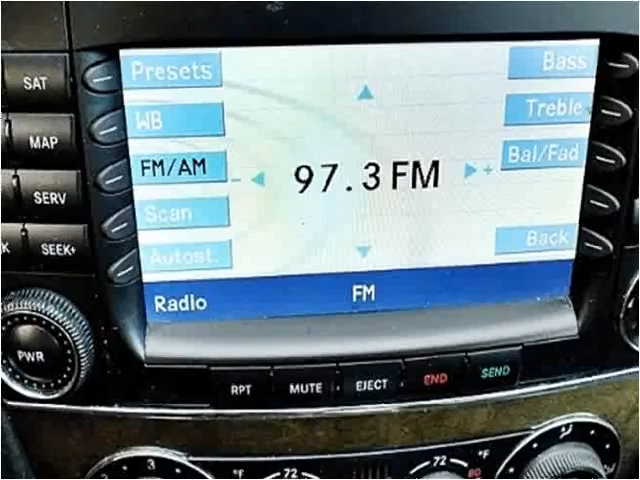 SAT
MAP
SERV
K SEEK+
PWR
Presets
WB
FM/AM
Scan
Autost.
Bass
Treble
Bal/Fad
Back
- 97.3 FM +
Radio FM
RPT MUTE EJECT END SEND
3 °F 72 72 °F